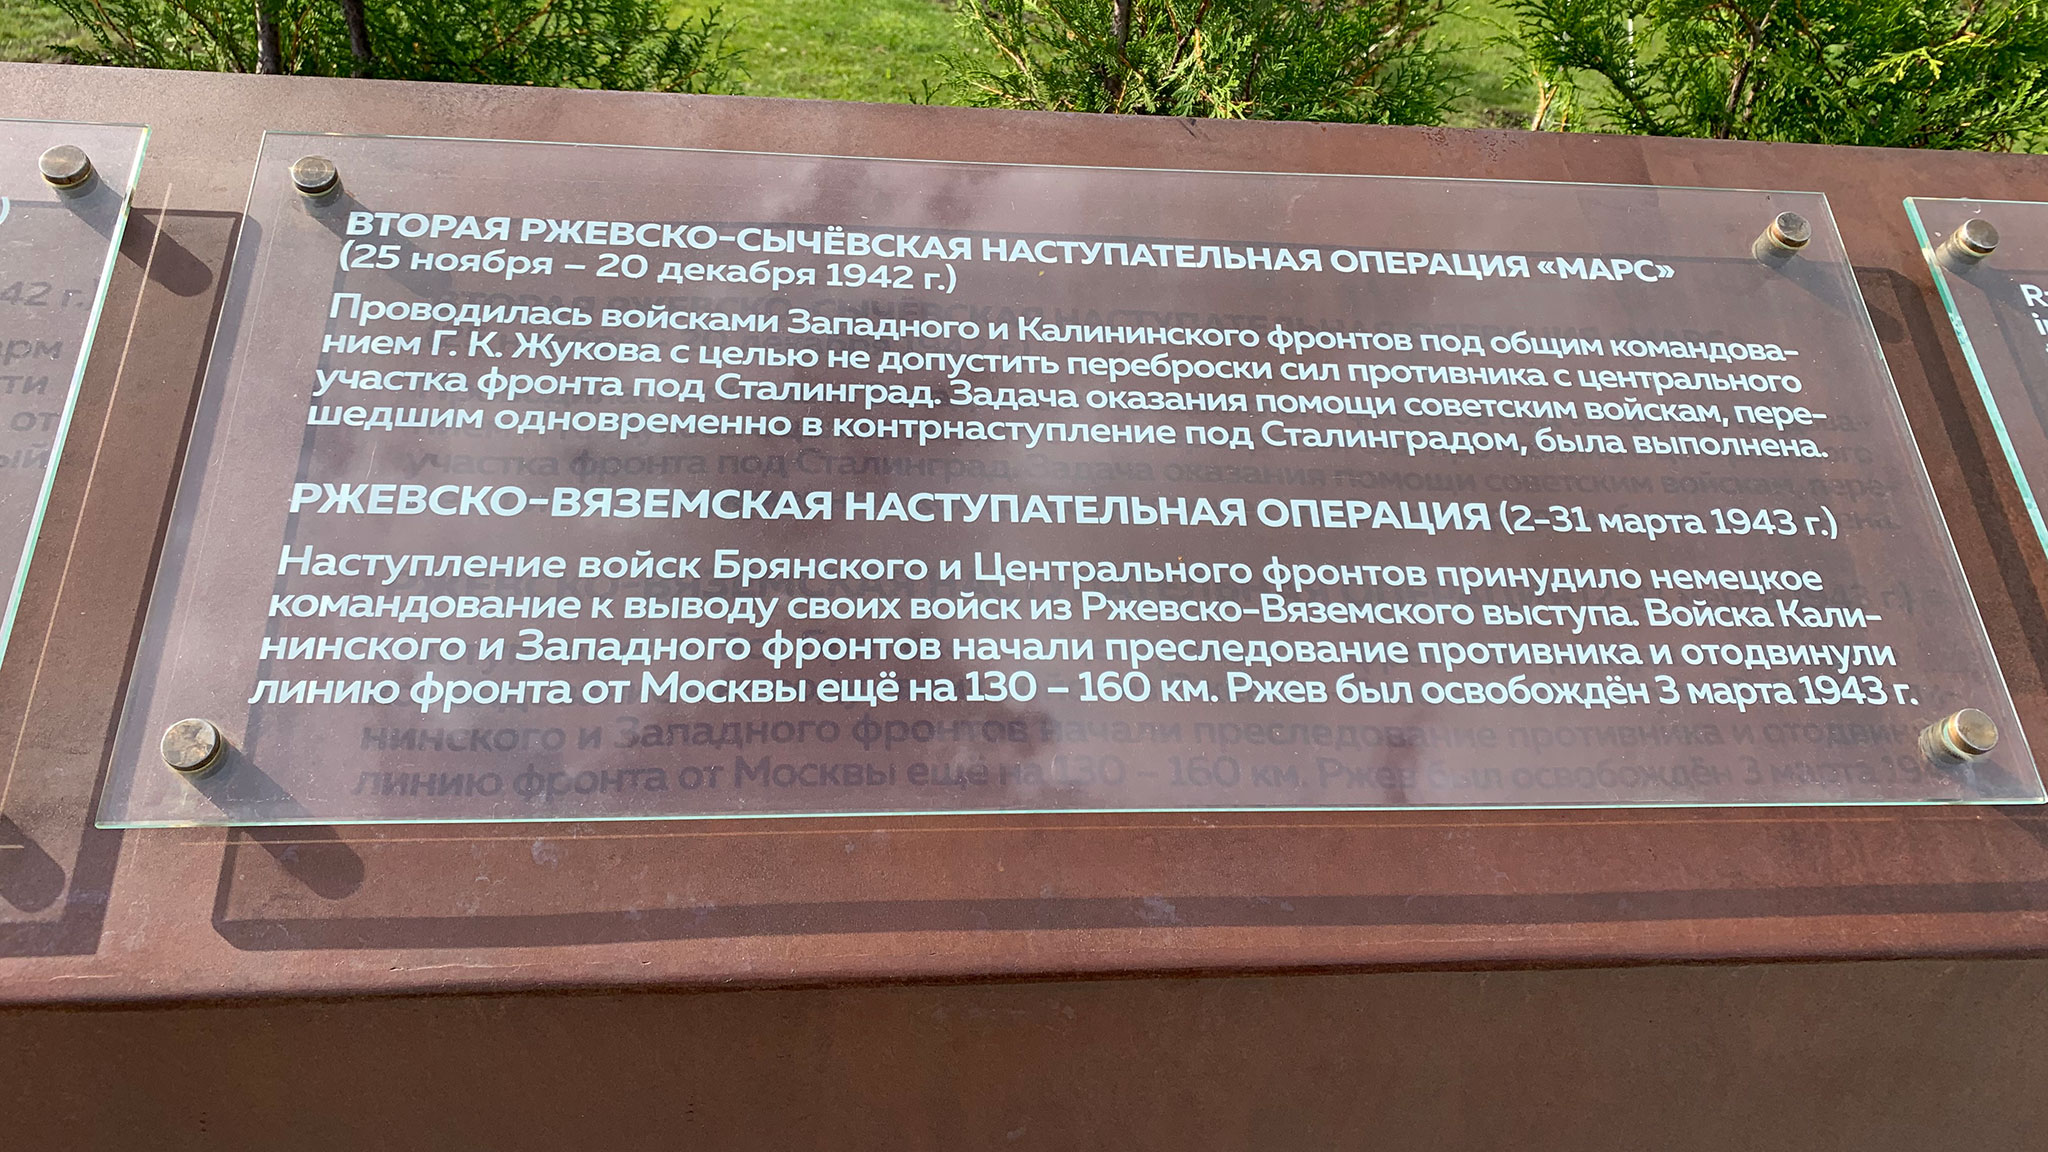 ВТОРАЯ РЖЕВСКО-СЫЧЁВСКАЯ НАСТУПАТЕЛЬНАЯ ОПЕРАЦИЯ «МАРС»
(25 ноября – 20 декабря 1942 г.)
Проводилась войсками Западного и Калининского фронтов под общим командова-
нием Г. К. Жукова с целью не допустить переброски сил противника с центрального
участка фронта под Сталинград. Задача оказания помощи советским войскам, пере-
шедшим одновременно в контрнаступление под Сталинградом, была выполнена.
РЖЕВСКО-ВЯЗЕМСКАЯ НАСТУПАТЕЛЬНАЯ ОПЕРАЦИЯ (2-31 марта 1943 г.)
Наступление войск Брянского и Центрального фронтов принудило немецкое
командование к выводу своих войск из Ржевско-Вяземского выступа. Войска Кали-
нинского и Западного фронтов начали преследование противника и отодвинули
линию фронта от Москвы ещё на 130 – 160 км. Ржев был освобождён 3 марта 1943 г.
42 г.)
от